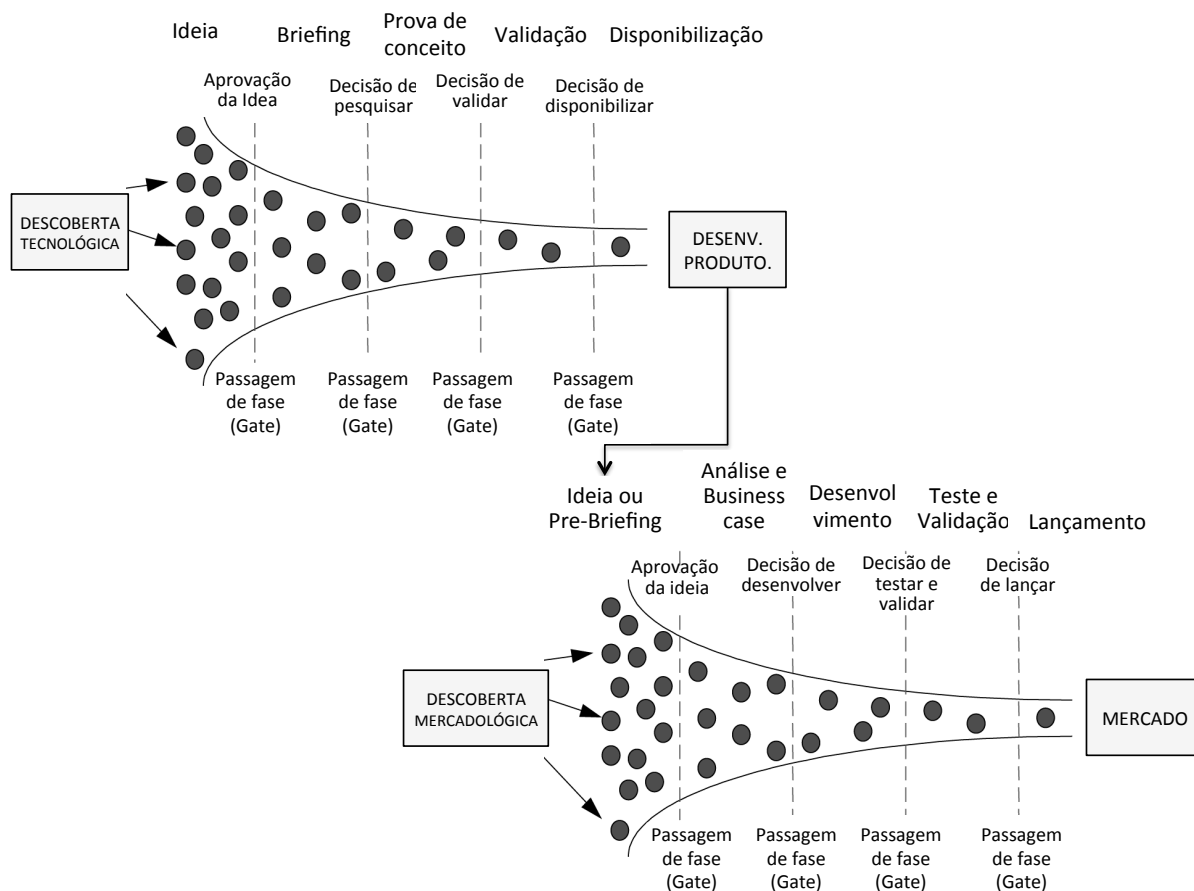 Ideia
Briefing
Prova de
conceito
Validação
Disponibilização
Aprovação
da Idea
Decisão de
pesquisar
Decisão de
validar
Decisão de
disponibilizar
DESCOBERTA
TECNOLÓGICA
DESENV.
PRODUTO.
Passagem
de fase
(Gate)
Passagem
de fase
(Gate)
Passagem
de fase
(Gate)
Passagem
de fase
(Gate)
Ideia ou
Pre-Briefing
Análise e
Business
case
Desenvol
vimento
Teste e
Validação
Lançamento
Aprovação
da ideia
Decisão de
desenvolver
Decisão de
testar e
validar
Decisão
de lançar
DESCOBERTA
MERCADOLÓGICA
MERCADO
Passagem
de fase
(Gate)
Passagem
de fase
(Gate)
Passagem
de fase
(Gate)
Passagem
de fase
(Gate)